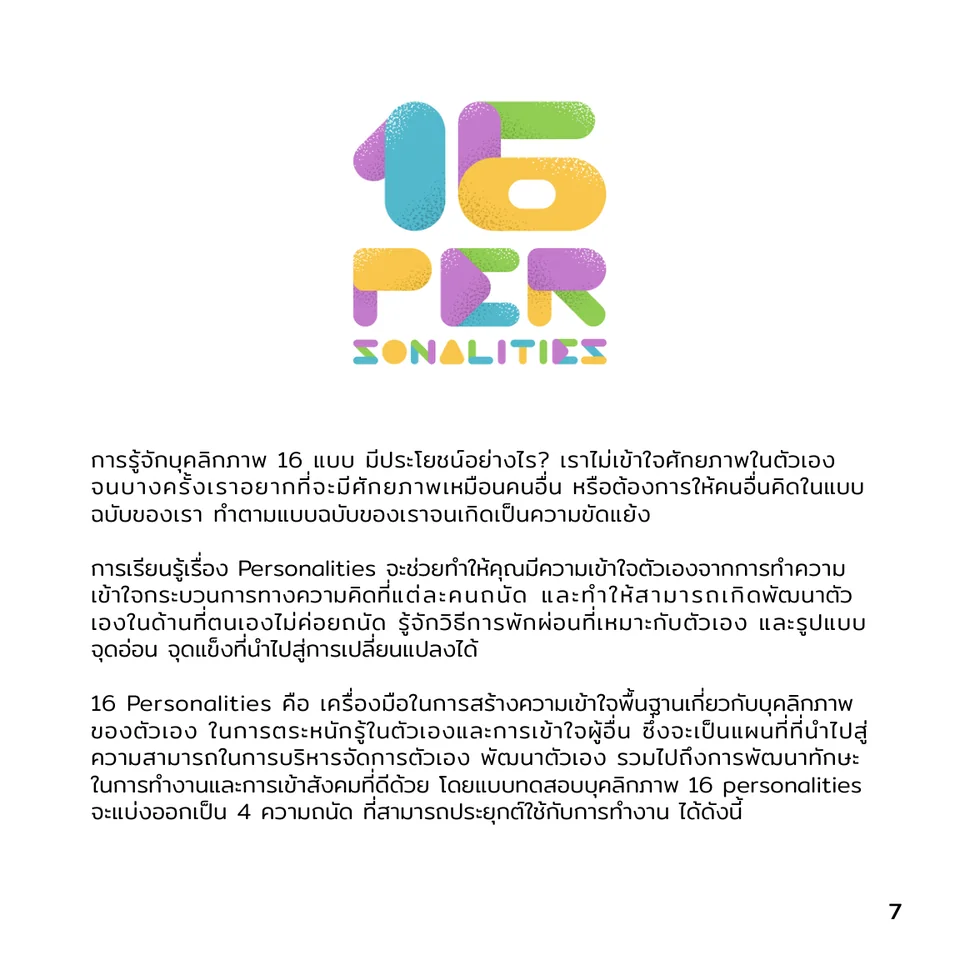 16
PER
SONALITIES
การรู้จักบุคลิกภาพ 16 แบบ มีประโยชน์อย่างไร? เราไม่เข้าใจศักยภาพในตัวเอง
จนบางครั้งเราอยากที่จะมีศักยภาพเหมือนคนอื่น หรือต้องการให้คนอื่นคิดในแบบ
ฉบับของเรา ทำตามแบบฉบับของเราจนเกิดเป็นความขัดแย้ง
การเรียนรู้เรื่อง Personalities จะช่วยทำให้คุณมีความเข้าใจตัวเองจากการทำความ
เข้าใจกระบวนการทางความคิดที่แต่ละคนถนัด และทำให้สามารถเกิดพัฒนาตัว
เองในด้านที่ตนเองไม่ค่อยถนัด รู้จักวิธีการพักผ่อนที่เหมาะกับตัวเอง และรูปแบบ
จุดอ่อน จุดแข็งที่นำไปสู่การเปลี่ยนแปลงได้
16 Personalities คือ เครื่องมือในการสร้างความเข้าใจพื้นฐานเกี่ยวกับบุคลิกภาพ
ของตัวเอง ในการตระหนักรู้ในตัวเองและการเข้าใจผู้อื่น ซึ่งจะเป็นแผนที่ที่นำไปสู่
ความสามารถในการบริหารจัดการตัวเอง พัฒนาตัวเอง รวมไปถึงการพัฒนาทักษะ
ในการทำงานและการเข้าสังคมที่ดีด้วย โดยแบบทดสอบบุคลิกภาพ 16 personalities
จะแบ่งออกเป็น 4 ความถนัด ที่สามารถประยุกต์ใช้กับการทำงาน ได้ดังนี้
7